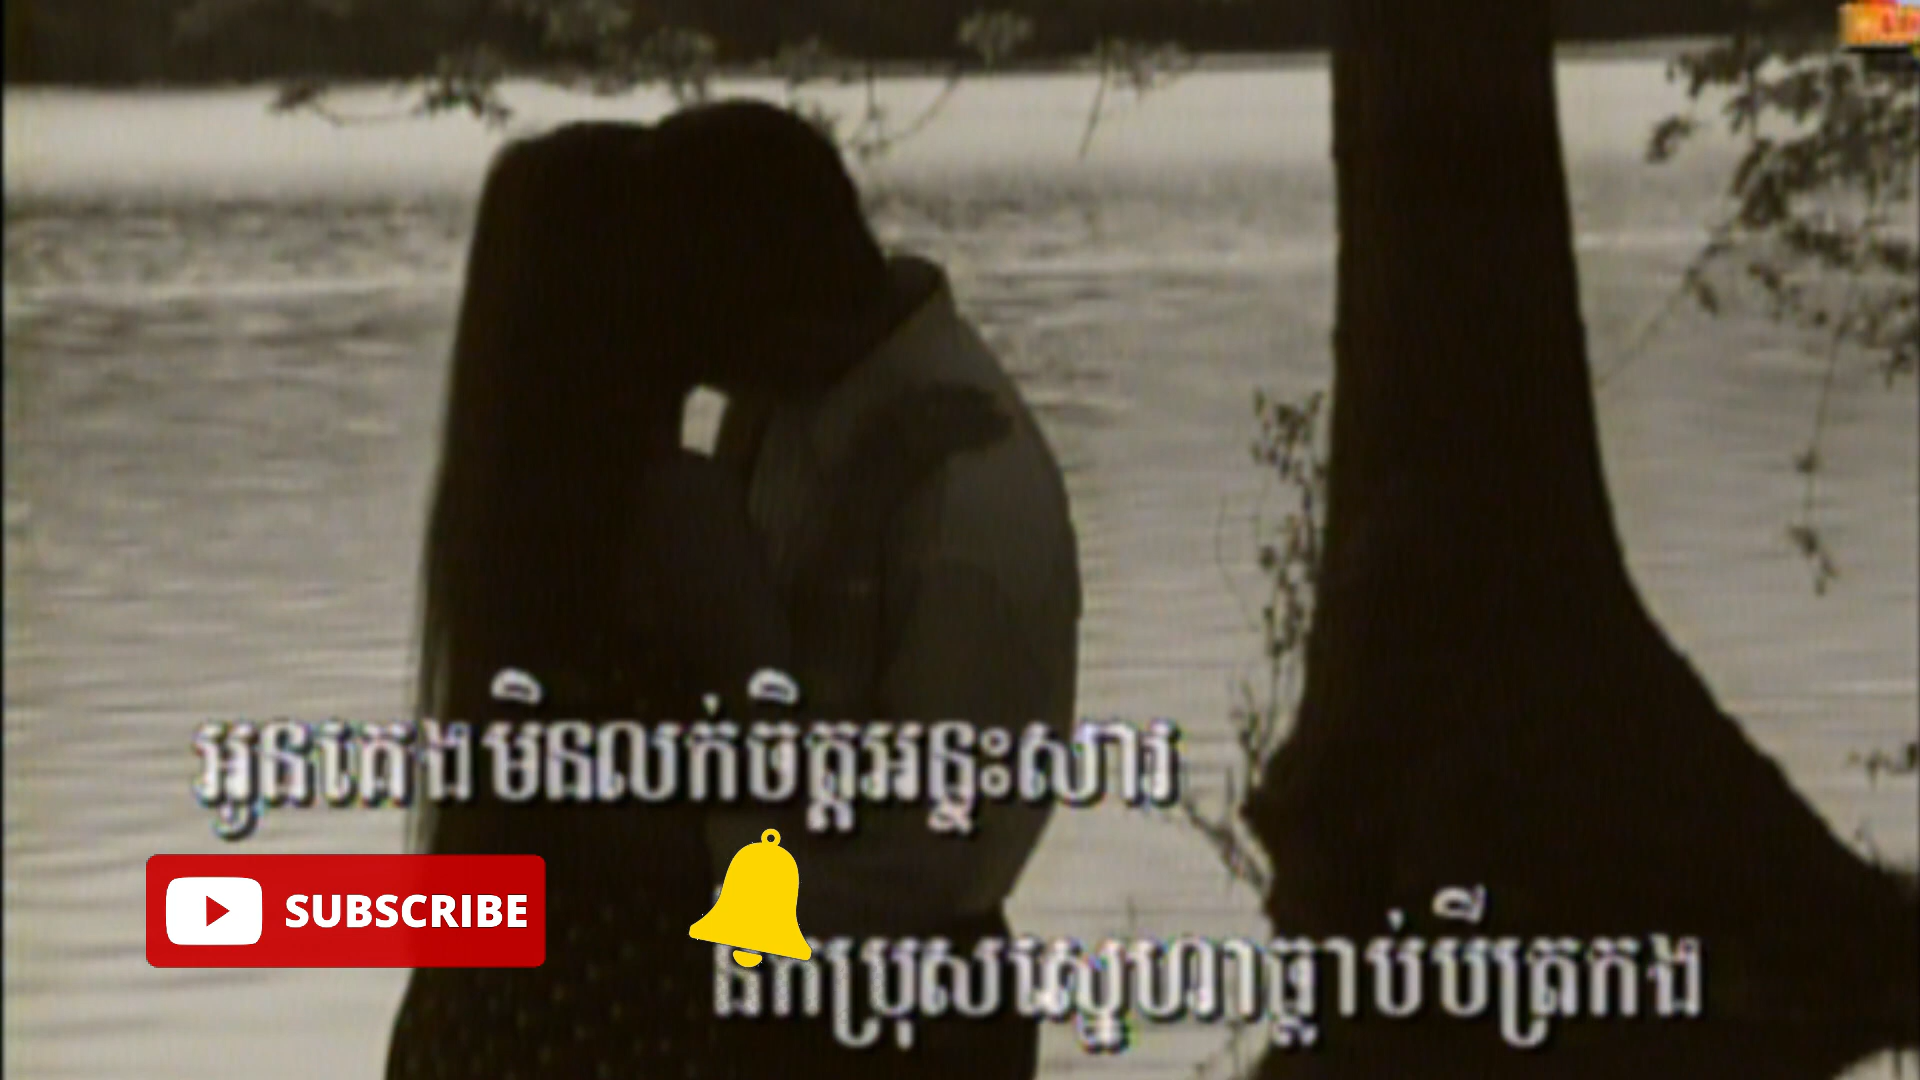 អូនគេងមិនលក់ចិត្តអន្ទះសារ
SUBSCRIBE
នឹកប្រុសស្នេហាធ្លាប់បីត្រកង